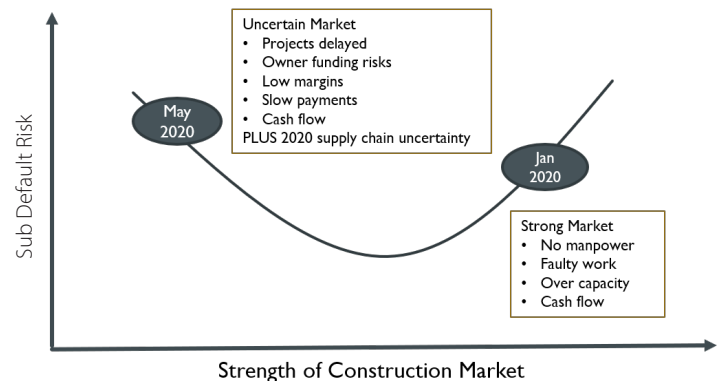 Uncertain Market
• Projects delayed
• Owner funding risks
• Low margins
• Slow payments
• Cash flow
PLUS 2020 supply chain uncertainty
May
2020
Jan
2020
Sub Default Risk
Strong Market
• No manpower
• Faulty work
• Over capacity
• Cash flow
Strength of Construction Market